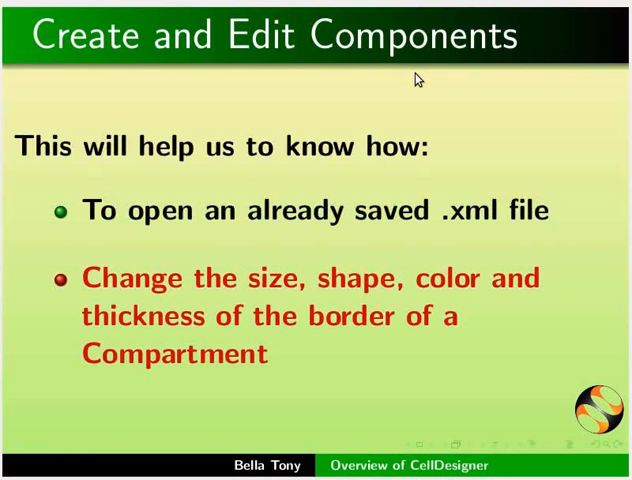 Create and Edit Components
This will help us to know how:
To open an already saved .xml file
Change the size, shape, color and
thickness of the border of a
Compartment
Bella Tony
Overview of CellDesigner